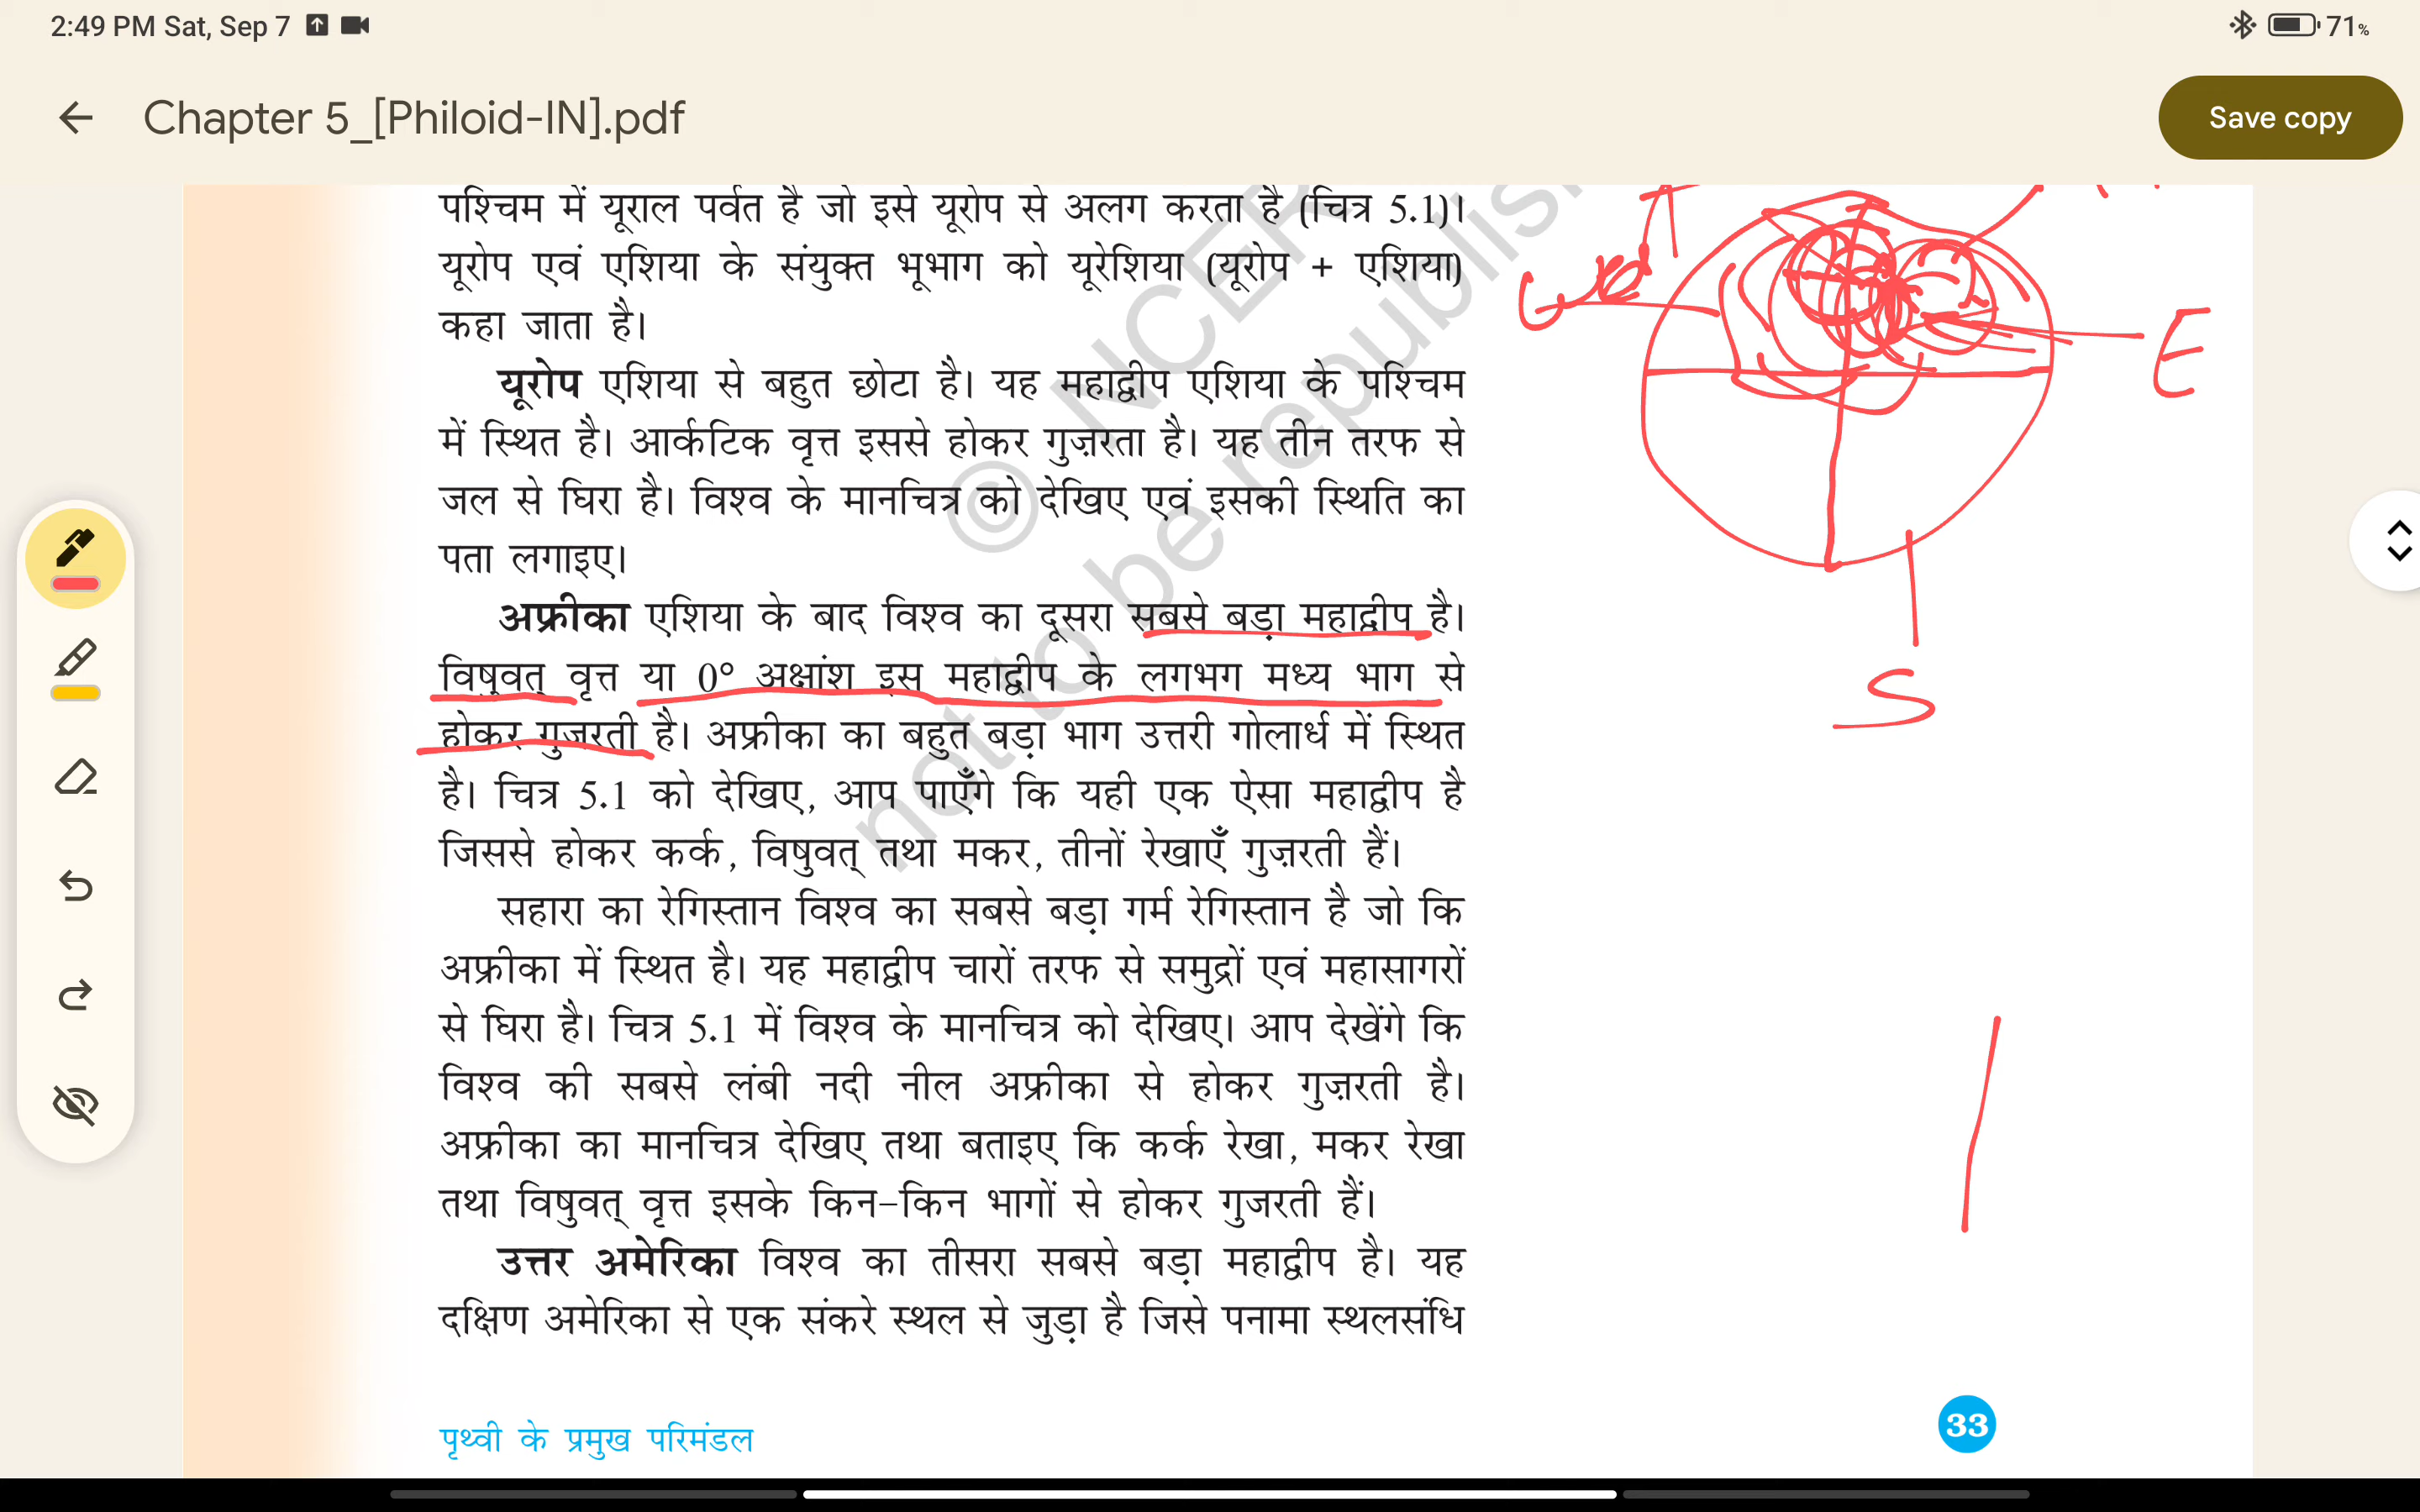 2:49 PM Sat, Sep 7
71%
Chapter 5_[Philoid-IN].pdf
Save copy
पश्चिम में यूराल पर्वत है जो इसे यूरोप से अलग करता है (चित्र 5.1)।
यूरोप एवं एशिया के संयुक्त भूभाग को यूरेशिया (यूरोप + एशिया)
कहा जाता है।
यूरोप एशिया से बहुत छोटा है। यह महाद्वीप एशिया के पश्चिम
में स्थित है। आर्कटिक वृत्त इससे होकर गुज़रता है। यह तीन तरफ से
जल से घिरा है। विश्व के मानचित्र को देखिए एवं इसकी स्थिति का
पता लगाइए।
अफ्रीका एशिया के बाद विश्व का दूसरा सबसे बड़ा महाद्वीप है।
विषुवत् वृत्त या 0° अक्षांश इस महाद्वीप के लगभग मध्य भाग से
होकर गुजरती है। अफ्रीका का बहुत बड़ा भाग उत्तरी गोलार्ध में स्थित
है। चित्र 5.1 को देखिए, आप पाएँगे कि यही एक ऐसा महाद्वीप है
जिससे होकर कर्क, विषुवत् तथा मकर, तीनों रेखाएँ गुज़रती हैं।
सहारा का रेगिस्तान विश्व का सबसे बड़ा गर्म रेगिस्तान है जो कि
अफ्रीका में स्थित है। यह महाद्वीप चारों तरफ से समुद्रों एवं महासागरों
से घिरा है। चित्र 5.1 में विश्व के मानचित्र को देखिए। आप देखेंगे कि
विश्व की सबसे लंबी नदी नील अफ्रीका से होकर गुज़रती है।
अफ्रीका का मानचित्र देखिए तथा बताइए कि कर्क रेखा, मकर रेखा
तथा विषुवत् वृत्त इसके किन-किन भागों से होकर गुजरती हैं।
उत्तर अमेरिका विश्व का तीसरा सबसे बड़ा महाद्वीप है। यह
दक्षिण अमेरिका से एक संकरे स्थल से जुड़ा है जिसे पनामा स्थलसंधि
पृथ्वी के प्रमुख परिमंडल
33
© NCER
not to be republis
E
S